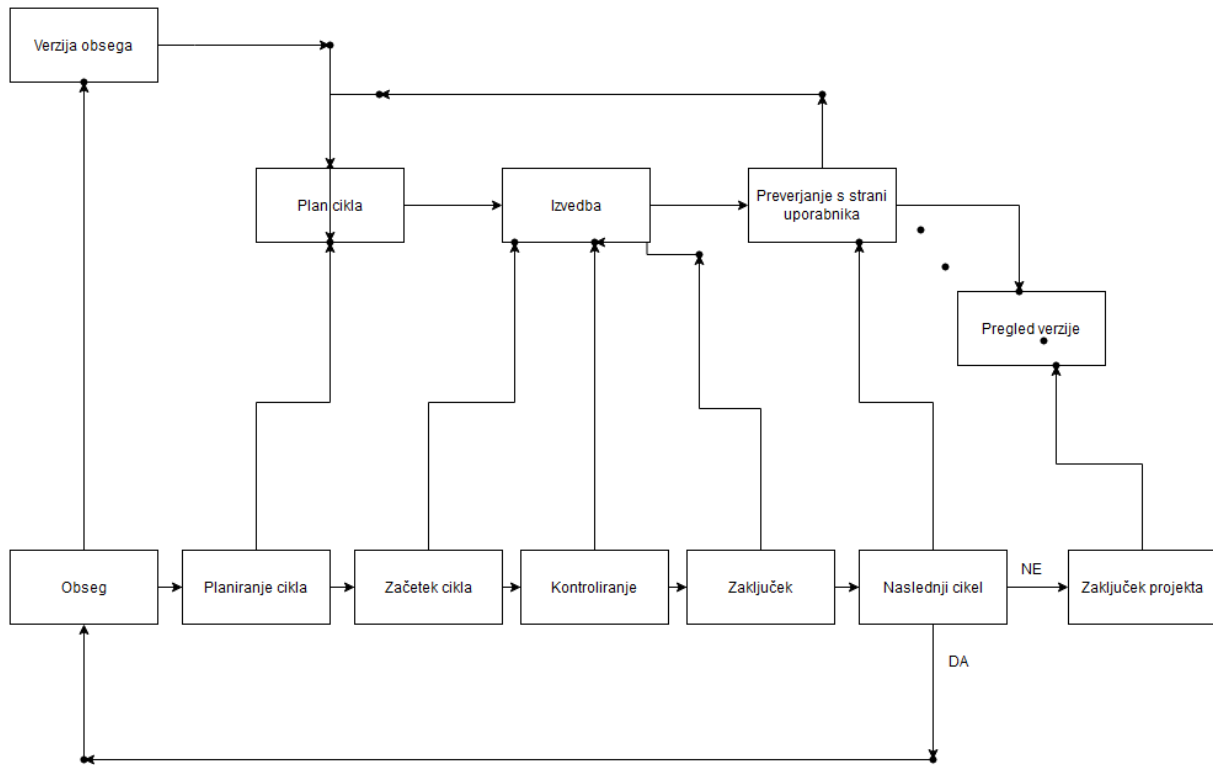 Verzija obsega
Plan cikla
Izvedba
Preverjanje s strani
uporabnika
Pregled verzije
Obseg
Planiranje cikla
Začetek cikla
Kontroliranje
Zaključek
Naslednji cikel
NE
Zaključek projekta
DA